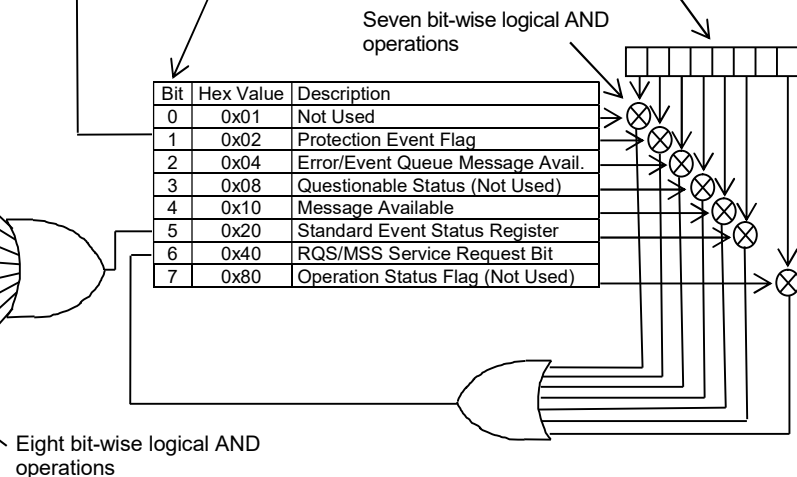 Seven bit-wise logical AND
operations
Bit Hex Value Description
0 0x01 Not Used
1 0x02 Protection Event Flag
2 0x04 Error/Event Queue Message Avail.
3 0x08 Questionable Status (Not Used)
4 0x10 Message Available
5 0x20 Standard Event Status Register
6 0x40 RQS/MSS Service Request Bit
7 0x80 Operation Status Flag (Not Used)
Eight bit-wise logical AND
operations